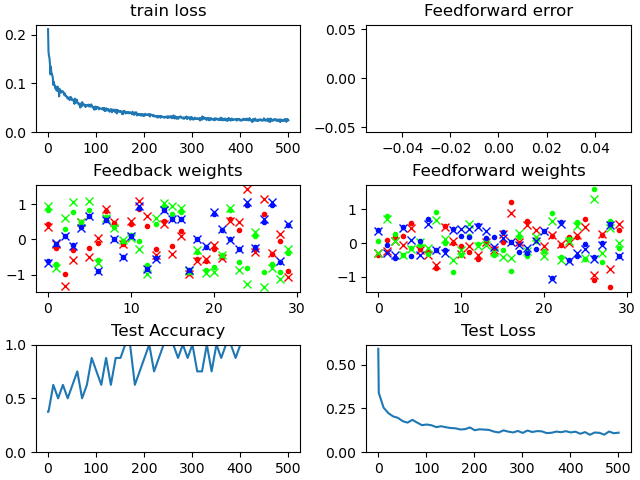 train loss
0.2
0.1
0.0
0 100 200 300 400 500
Feedforward error
0.05
0.00
−0.05
−0.04 −0.02 0.00 0.02 0.04
Feedback weights
1
0
−1
0 10 20 30
Feedforward weights
1
0
−1
0 10 20 30
Test Accuracy
1.0
0.5
0.0
0 100 200 300 400 500
Test Loss
0.50
0.25
0.00
0 100 200 300 400 500